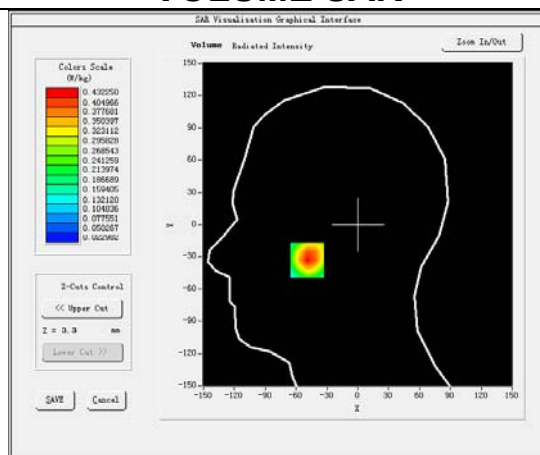 SAR Visualisation Graphical Interface
Volume Radiated Intensity
Zoom In/Out
Colors Scale
(W/kg)
0.432250
0.404966
0.377681
0.350397
0.323112
0.295828
0.268543
0.241259
0.213974
0.186689
0.159405
0.132120
0.104836
0.077551
0.050267
150
120
90
60
30
0
-30
-60
-90
-120
-150
Y
-150 -120 -90 -60 -30 0 30 60 90 120 150
X
Z-Cuts Control
<< Upper Cut
Z = 3.3 mm
Lower Cut >>
SAVE Cancel